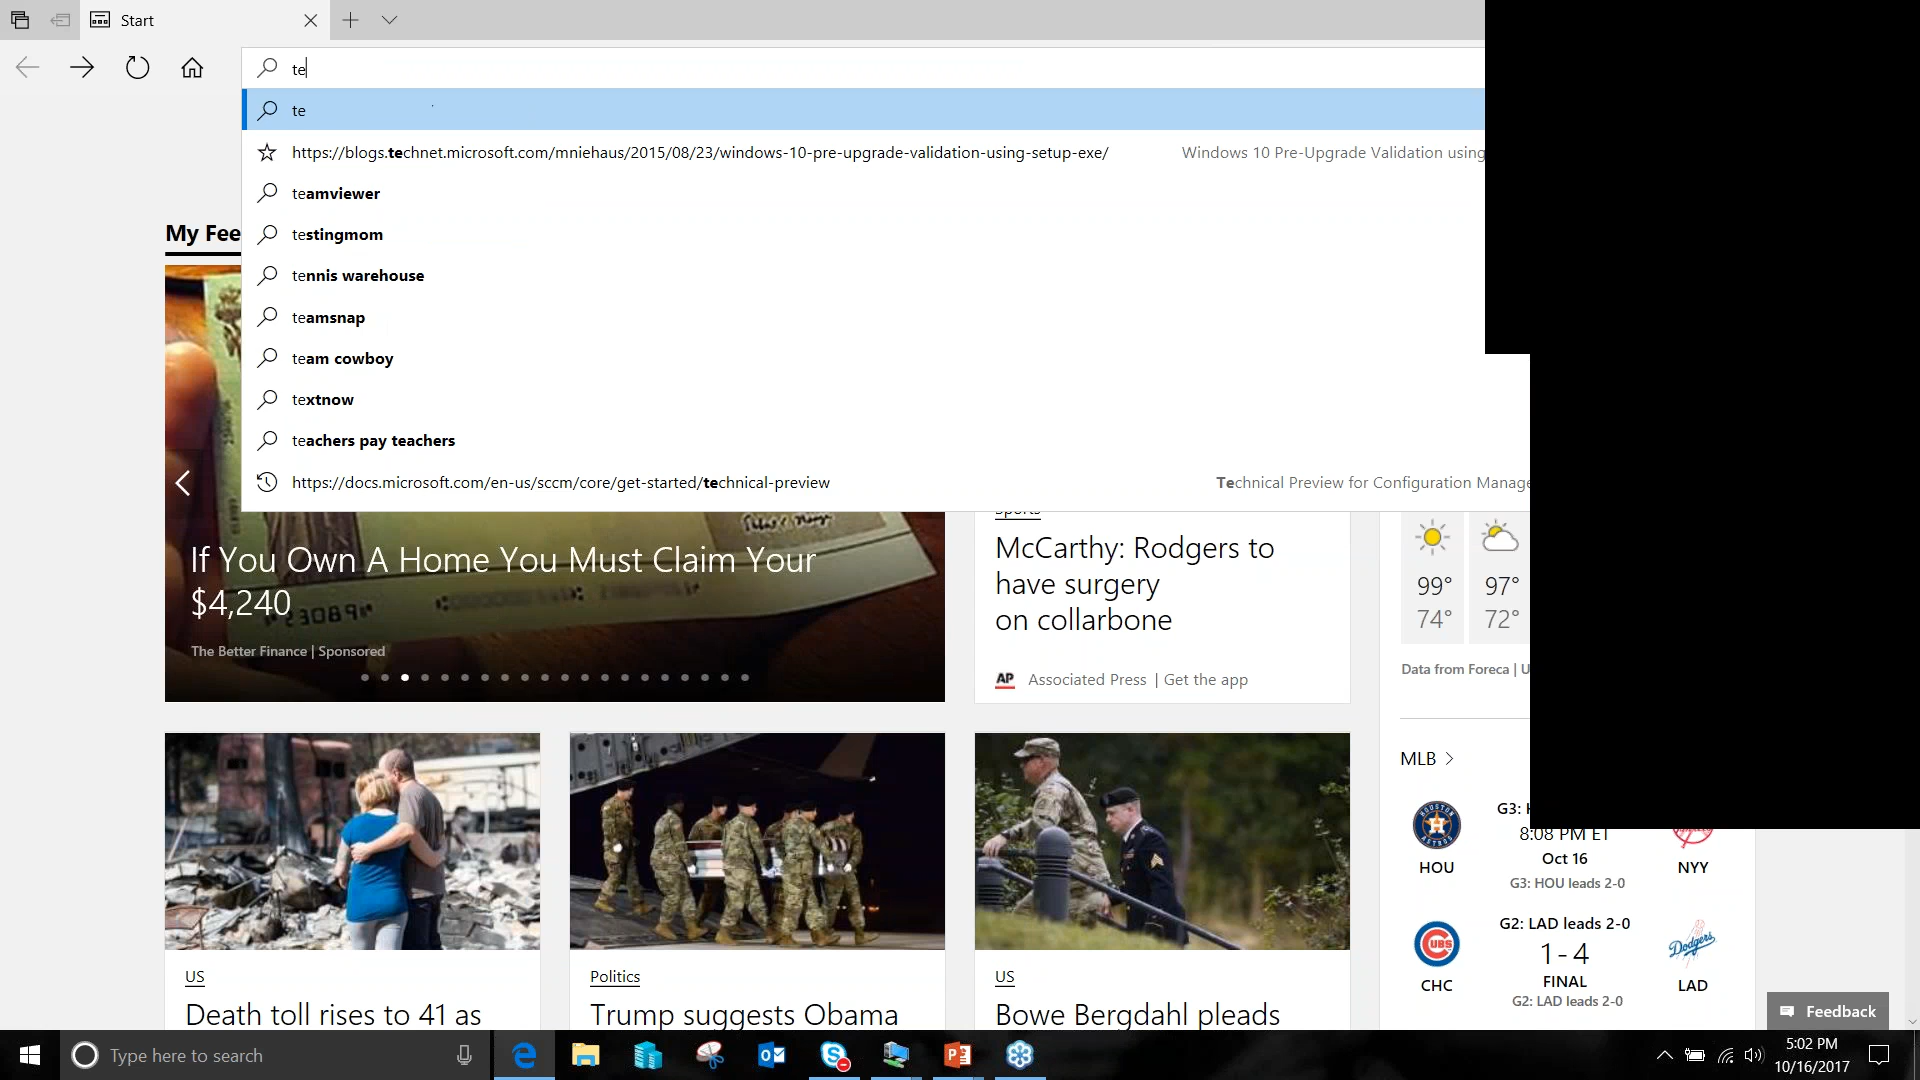 Start
te
te
https://blogs.technet.microsoft.com/mniehaus/2015/08/23/windows-10-pre-upgrade-validation-using-setup-exe/ Windows 10 Pre-Upgrade Validation using
teamviewer
testingmom
tennis warehouse
teamsnap
team cowboy
textnow
teachers pay teachers
https://docs.microsoft.com/en-us/sccm/core/get-started/technical-preview Technical Preview for Configuration Manage
My Fee
If You Own A Home You Must Claim Your
$4,240
The Better Finance | Sponsored
Sports
McCarthy: Rodgers to
have surgery
on collarbone
AP Associated Press | Get the app
99° 97°
74° 72°
Data from Foreca | U
MLB
G3: H
8:08 PM ET
Oct 16
HOU NYY
G3: HOU leads 2-0
G2: LAD leads 2-0
CUBS
Dodgers
1 - 4
FINAL
CHC LAD
G2: LAD leads 2-0
US
Death toll rises to 41 as
Politics
Trump suggests Obama
US
Bowe Bergdahl pleads
Feedback
Type here to search
5:02 PM
10/16/2017